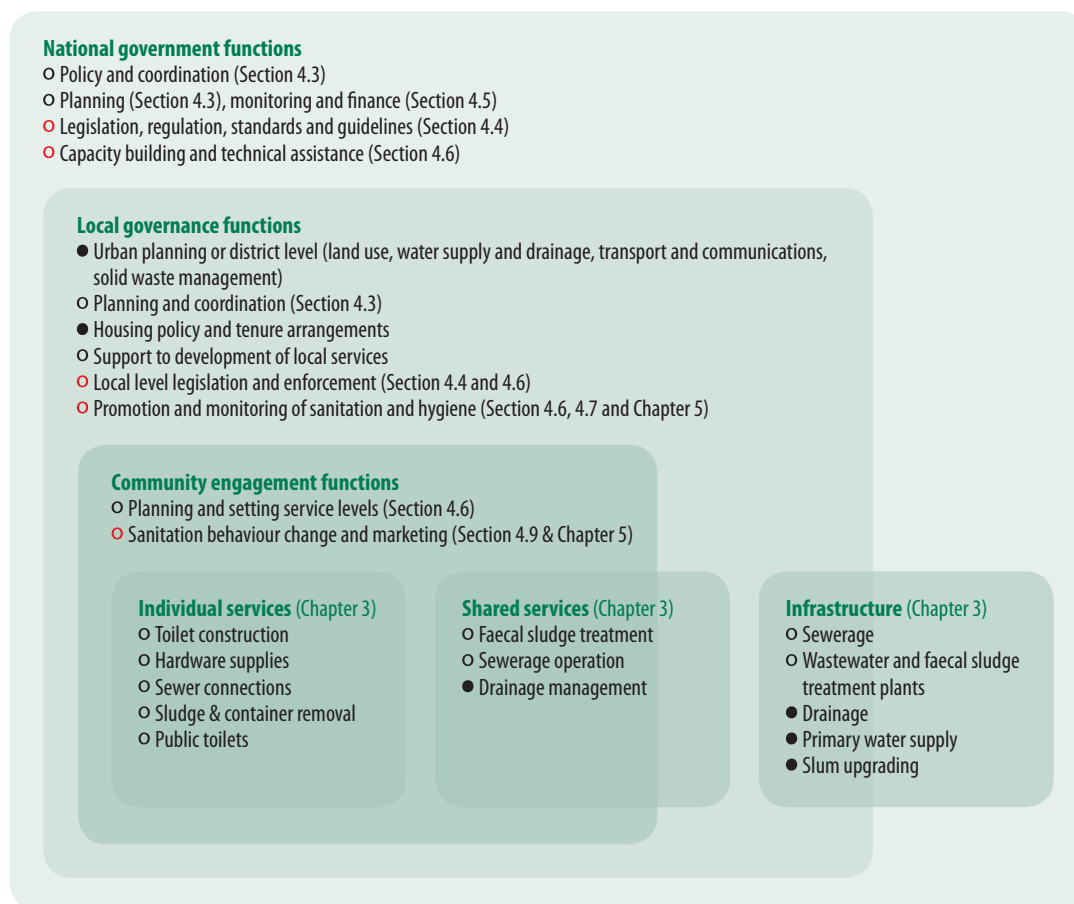 National government functions
o Policy and coordination (Section 4.3)
o Planning (Section 4.3), monitoring and finance (Section 4.5)
o Legislation, regulation, standards and guidelines (Section 4.4)
o Capacity building and technical assistance (Section 4.6)
Local governance functions
● Urban planning or district level (land use, water supply and drainage, transport and communications,
solid waste management)
o Planning and coordination (Section 4.3)
● Housing policy and tenure arrangements
o Support to development of local services
o Local level legislation and enforcement (Section 4.4 and 4.6)
o Promotion and monitoring of sanitation and hygiene (Section 4.6, 4.7 and Chapter 5)
Community engagement functions
o Planning and setting service levels (Section 4.6)
o Sanitation behaviour change and marketing (Section 4.9 & Chapter 5)
Individual services (Chapter 3)
o Toilet construction
o Hardware supplies
o Sewer connections
o Sludge & container removal
o Public toilets
Shared services (Chapter 3)
o Faecal sludge treatment
o Sewerage operation
● Drainage management
Infrastructure (Chapter 3)
o Sewerage
o Wastewater and faecal sludge
treatment plants
● Drainage
● Primary water supply
● Slum upgrading